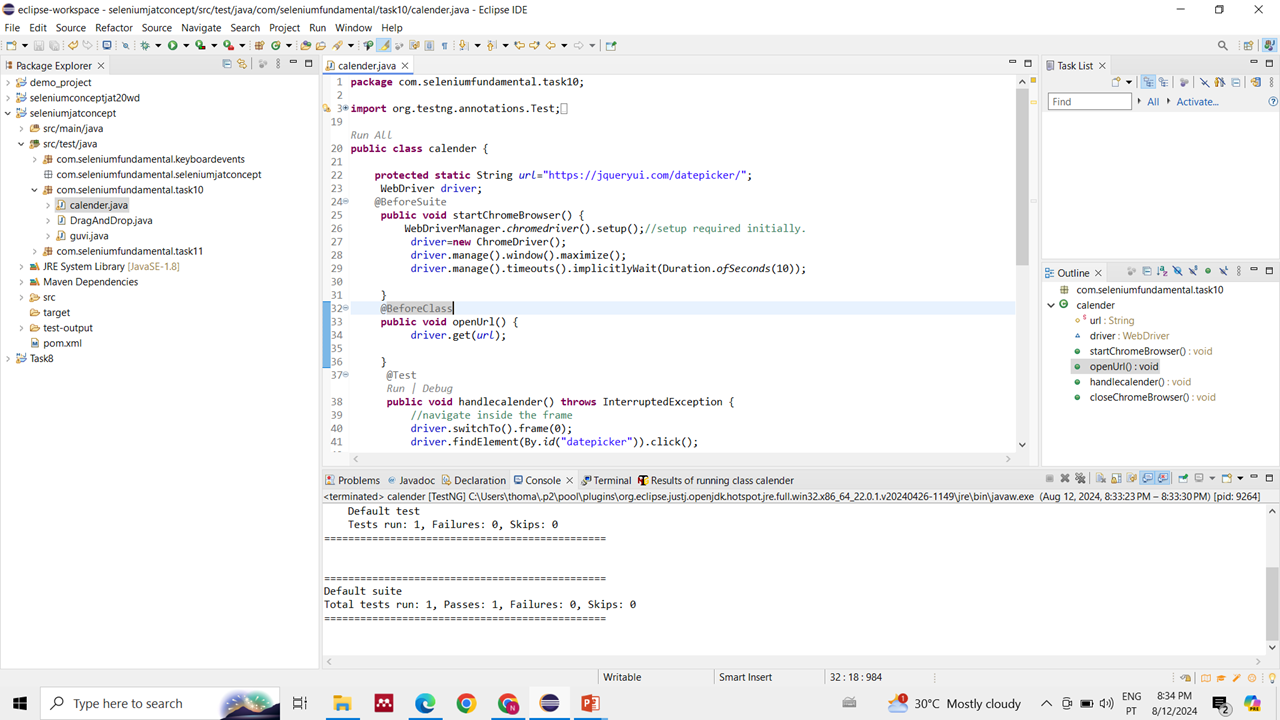 eclipse-workspace - seleniumjatconcept/src/test/java/com/seleniumfundamental/task10/calender.java - Eclipse IDE
File Edit Source Refactor Source Navigate Search Project Run Window Help
Package Explorer
demo_project
seleniumconceptjat20wd
seleniumjatconcept
src/main/java
src/test/java
com.seleniumfundamental.keyboardevents
com.seleniumfundamental.seleniumjatconcept
com.seleniumfundamental.task10
calender.java
DragAndDrop.java
guvi.java
com.seleniumfundamental.task11
JRE System Library [JavaSE-1.8]
Maven Dependencies
src
target
test-output
pom.xml
Task8
calender.java
1 package com.seleniumfundamental.task10;
2
3 import org.testng.annotations.Test;
19
Run All
20 public class calender {
21
22 protected static String url="https://jqueryui.com/datepicker/";
23 WebDriver driver;
24 @BeforeSuite
25 public void startChromeBrowser() {
26 WebDriverManager.chromedriver().setup();//setup required initially.
27 driver=new ChromeDriver();
28 driver.manage().window().maximize();
29 driver.manage().timeouts().implicitlyWait(Duration.ofSeconds(10));
30
31 }
32 @BeforeClass
33 public void openUrl() {
34 driver.get(url);
35
36 }
37 @Test
Run | Debug
38 public void handlecalender() throws InterruptedException {
39 //navigate inside the frame
40 driver.switchTo().frame(0);
41 driver.findElement(By.id("datepicker")).click();
Task List
Find All Activate...
Outline
com.seleniumfundamental.task10
calender
url : String
driver : WebDriver
startChromeBrowser() : void
openUrl() : void
handlecalender() : void
closeChromeBrowser() : void
Problems Javadoc Declaration Console Terminal Results of running class calender
<terminated> calender [TestNG] C:\Users\thoma\.p2\pool\plugins\org.eclipse.justj.openjdk.hotspot.jre.full.win32.x86_64_22.0.1.v20240426-1149\jre\bin\javaw.exe (Aug 12, 2024, 8:33:23 PM – 8:33:30 PM) [pid: 9264]
Default test
Tests run: 1, Failures: 0, Skips: 0
===============================================
===============================================
Default suite
Total tests run: 1, Passes: 1, Failures: 0, Skips: 0
===============================================
Writable Smart Insert 32 : 18 : 984
Type here to search
30°C Mostly cloudy
ENG
PT
8:34 PM
8/12/2024
2